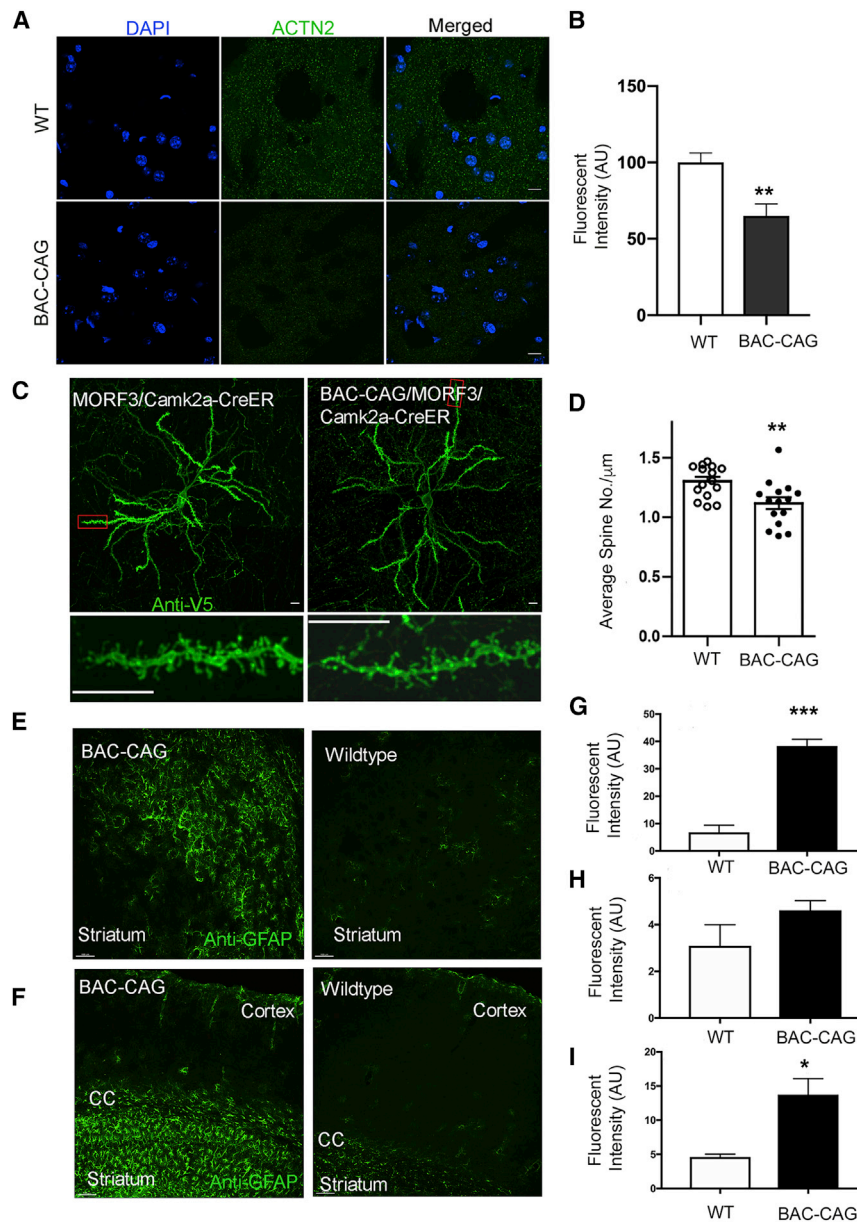 A
DAPI
ACTN2
Merged
WT
BAC-CAG
B
Fluorescent
Intensity (AU)
150
100
50
0
**
WT
BAC-CAG
C
MORF3/Camk2a-CreER
Anti-V5
BAC-CAG/MORF3/
Camk2a-CreER
D
Average Spine No./μm
1.5
1.0
0.5
0.0
**
WT
BAC-CAG
E
BAC-CAG
Striatum
Anti-GFAP
Wildtype
Striatum
F
BAC-CAG
Cortex
CC
Striatum
Anti-GFAP
Wildtype
Cortex
CC
Striatum
G
Fluorescent
Intensity (AU)
50
40
30
20
10
0
***
WT
BAC-CAG
H
Fluorescent
Intensity (AU)
6
4
2
0
WT
BAC-CAG
I
Fluorescent
Intensity (AU)
20
15
10
5
0
*
WT
BAC-CAG